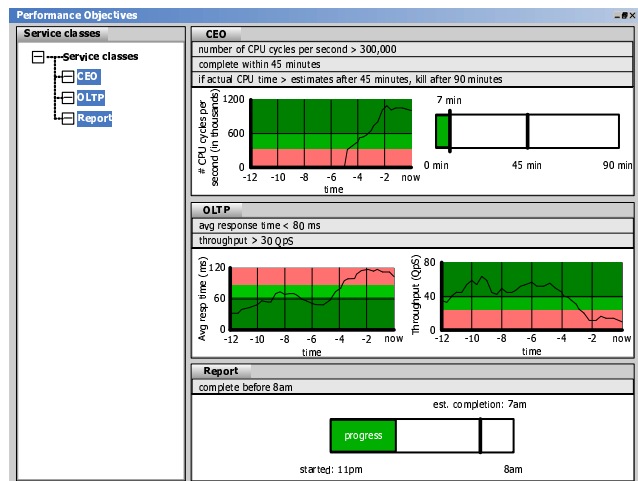 Performance Objectives
Service classes
Service classes
CEO
OLTP
Report
CEO
number of CPU cycles per second > 300,000
complete within 45 minutes
if actual CPU time > estimates after 45 minutes, kill after 90 minutes
# CPU cycles per
second (in thousands)
1200
600
0
-12 -10 -8 -6 -4 -2 now
time
7 min
0 min 45 min 90 min
OLTP
avg response time < 80 ms
throughput > 30 QpS
Avg resp time (ms)
120
60
0
-12 -10 -8 -6 -4 -2 now
time
Throughput (QpS)
80
40
0
-12 -10 -8 -6 -4 -2 now
time
Report
complete before 8am
est. completion: 7am
progress
started: 11pm 8am